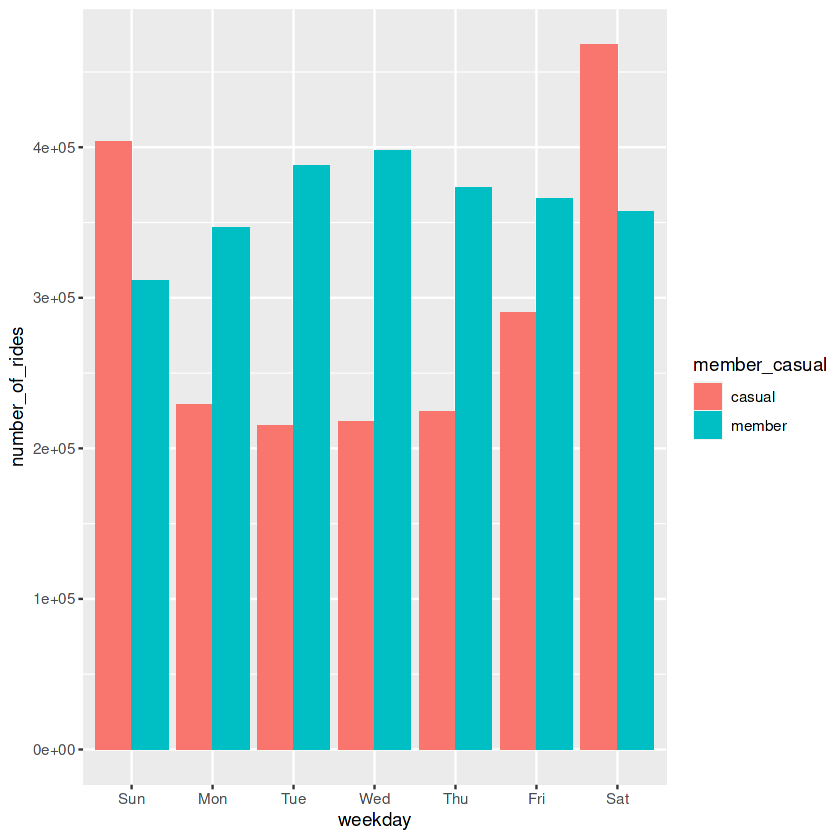 number_of_rides
4e+05
3e+05
2e+05
1e+05
0e+00
Sun Mon Tue Wed Thu Fri Sat
weekday
member_casual
casual
member